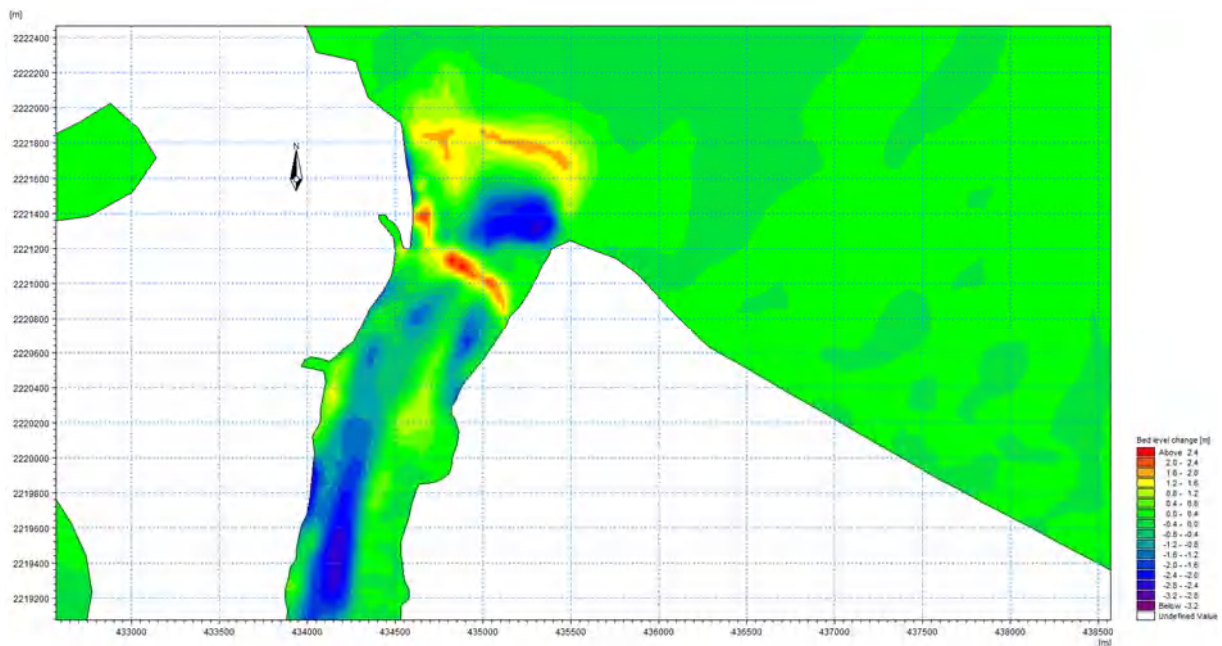 [m]
2222400
2222200
2222000
2221800
2221600
2221400
2221200
2221000
2220800
2220600
2220400
2220200
2220000
2219800
2219600
2219400
2219200
N
433000 433500 434000 434500 435000 435500 436000 436500 437000 437500 438000 438500
[m]
Bed level change [m]
Above 2.4
2.0 - 2.4
1.6 - 2.0
1.2 - 1.6
0.8 - 1.2
0.4 - 0.8
0.0 - 0.4
-0.4 - 0.0
-0.8 - -0.4
-1.2 - -0.8
-1.6 - -1.2
-2.0 - -1.6
-2.4 - -2.0
-2.8 - -2.4
-3.2 - -2.8
Below -3.2
Undefined Value